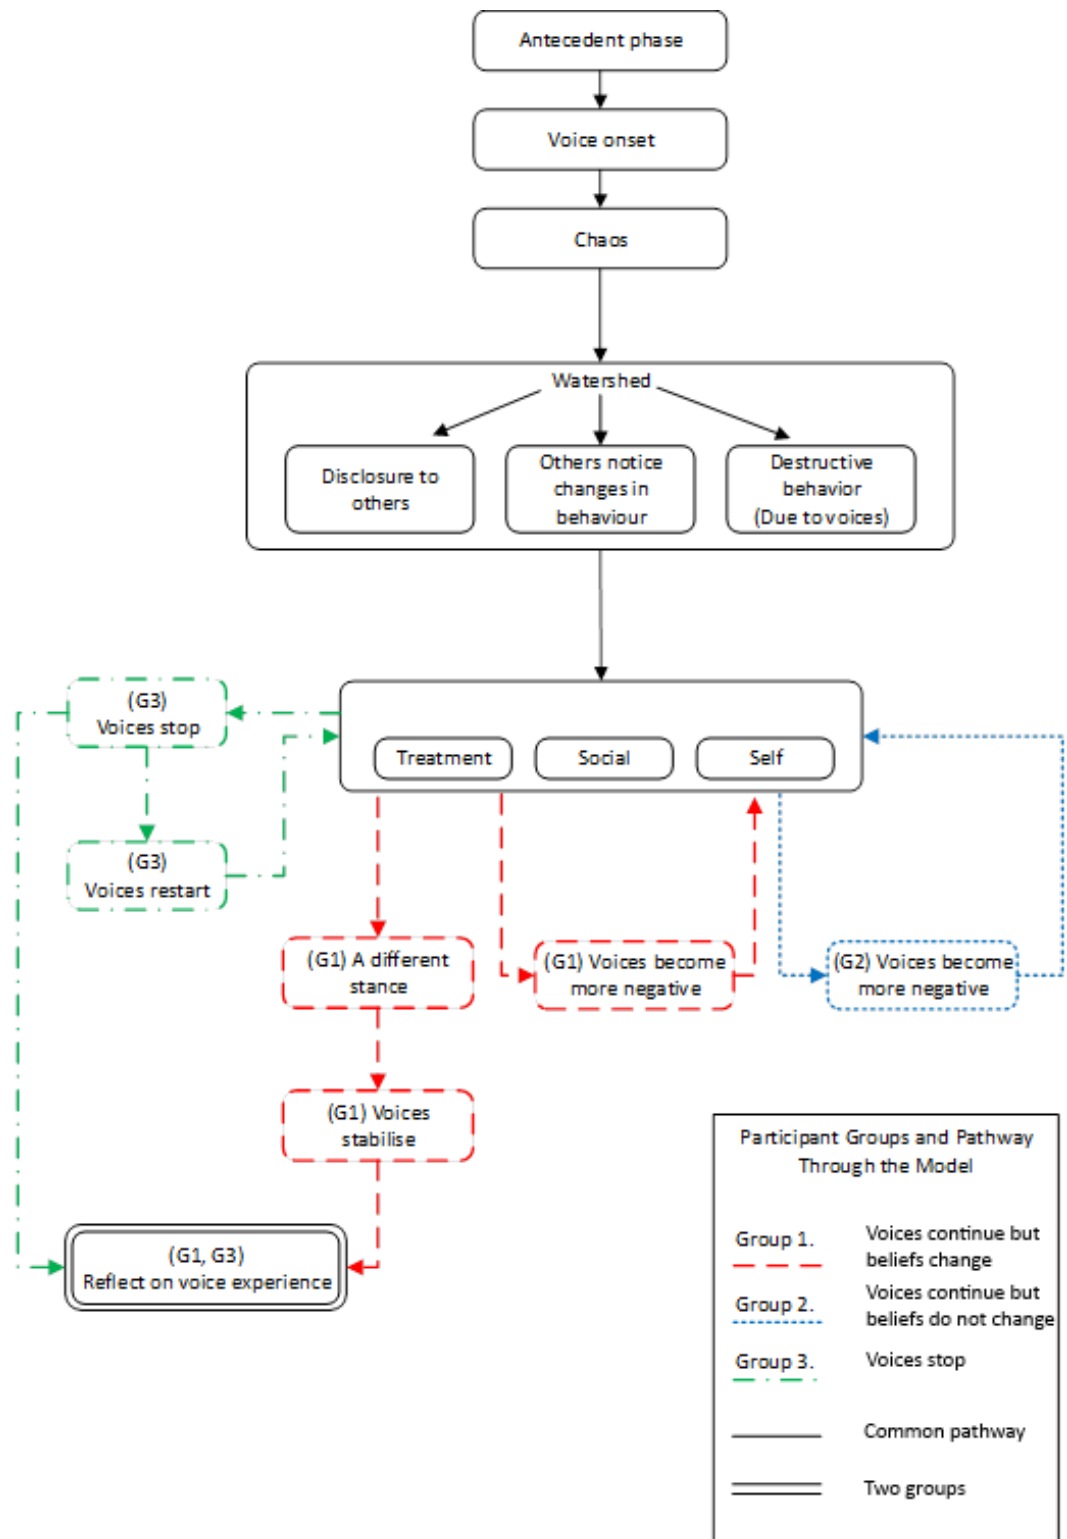 Antecedent phase
Voice onset
Chaos
Watershed
Disclosure to
others
Others notice
changes in
behaviour
Destructive
behavior
(Due to voices)
(G3)
Voices stop
Treatment
Social
Self
(G3)
Voices restart
(G1) A different
stance
(G1) Voices become
more negative
(G2) Voices become
more negative
(G1) Voices
stabilise
(G1, G3)
Reflect on voice experience
Participant Groups and Pathway
Through the Model
Group 1.
Voices continue but
beliefs change
Group 2.
Voices continue but
beliefs do not change
Group 3.
Voices stop
Common pathway
Two groups